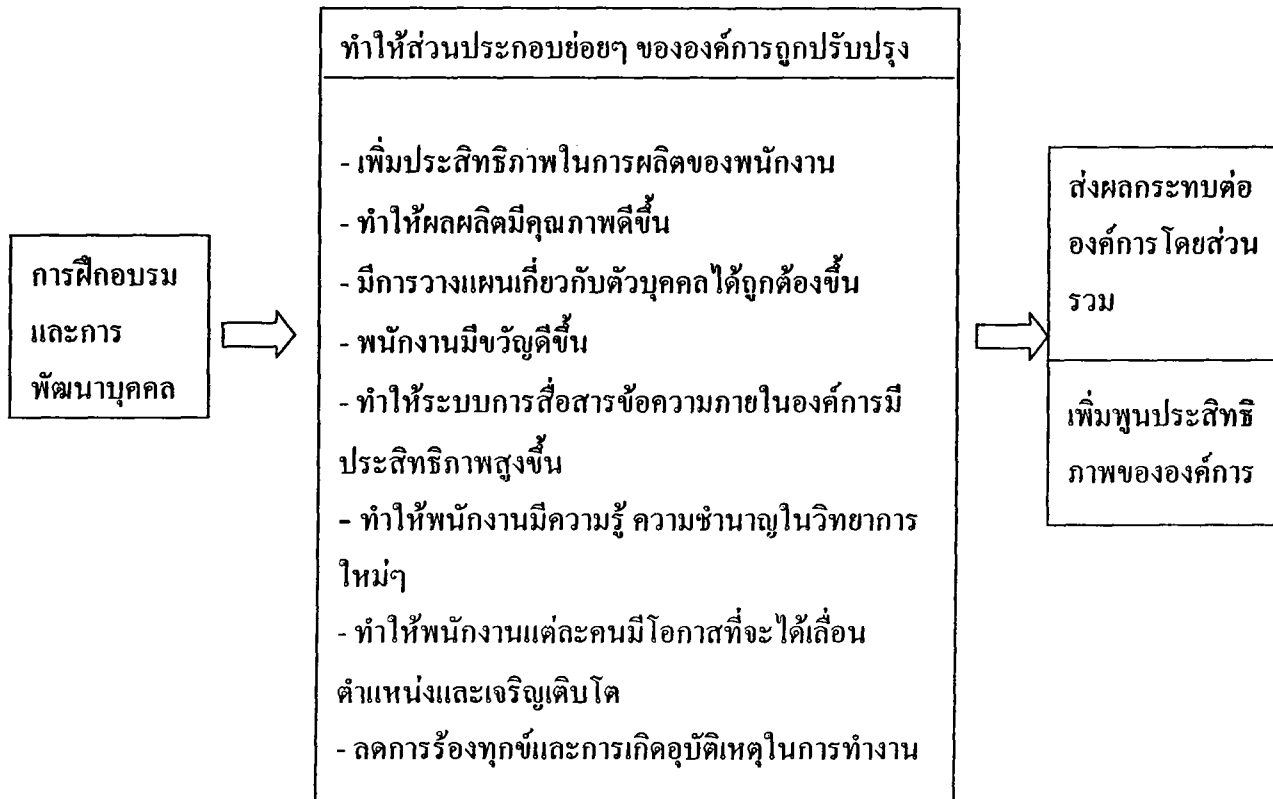 การฝึกอบรม
และการ
พัฒนาบุคคล
ทำให้ส่วนประกอบย่อยๆ ขององค์การถูกปรับปรุง
- เพิ่มประสิทธิภาพในการผลิตของพนักงาน
- ทำให้ผลผลิตมีคุณภาพดีขึ้น
- มีการวางแผนเกี่ยวกับตัวบุคคลได้ถูกต้องขึ้น
- พนักงานมีขวัญดีขึ้น
- ทำให้ระบบการสื่อสารข้อความภายในองค์การมี
ประสิทธิภาพสูงขึ้น
- ทำให้พนักงานมีความรู้ ความชำนาญในวิทยาการ
ใหม่ๆ
- ทำให้พนักงานแต่ละคนมีโอกาสที่จะได้เลื่อน
ตำแหน่งและเจริญเติบโต
- ลดการร้องทุกข์และการเกิดอุบัติเหตุในการทำงาน
ส่งผลกระทบต่อ
องค์การโดยส่วน
รวม
เพิ่มพูนประสิทธิ
ภาพขององค์การ